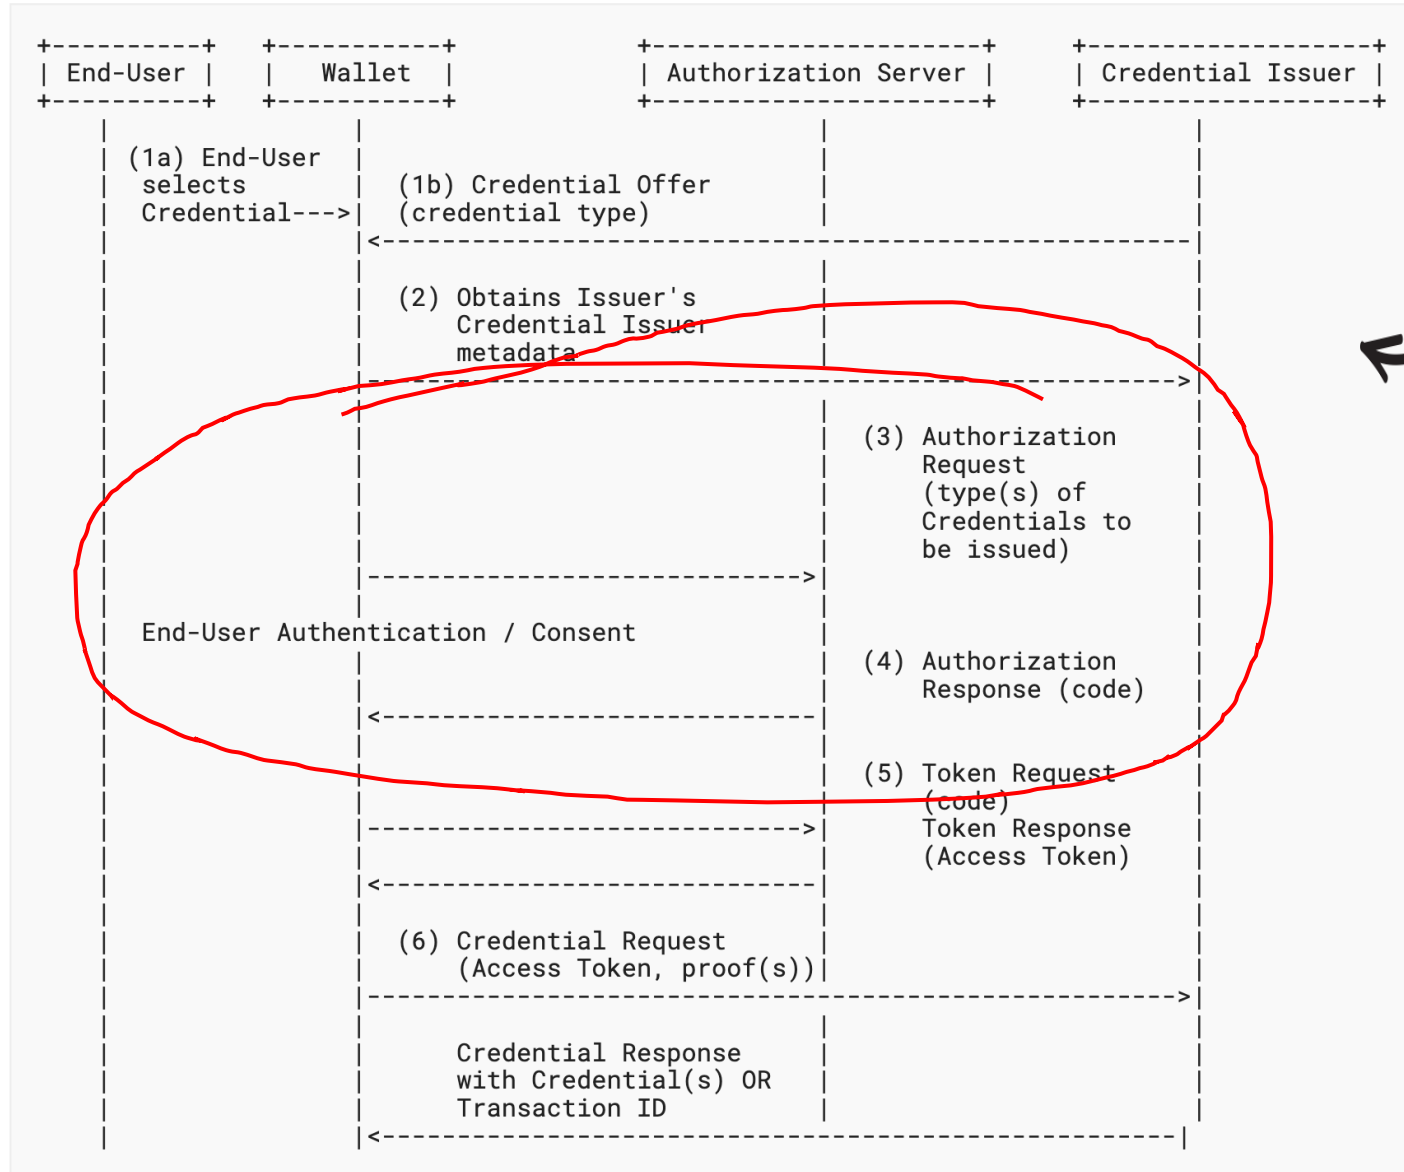 End-User Wallet Authorization Server Credential Issuer
(1a) End-User
selects
Credential--->
(1b) Credential Offer
(credential type)
(2) Obtains Issuer's
Credential Issuer
metadata
(3) Authorization
Request
(type(s) of
Credentials to
be issued)
End-User Authentication / Consent
(4) Authorization
Response (code)
(5) Token Request
(code)
Token Response
(Access Token)
(6) Credential Request
(Access Token, proof(s))
Credential Response
with Credential(s) OR
Transaction ID